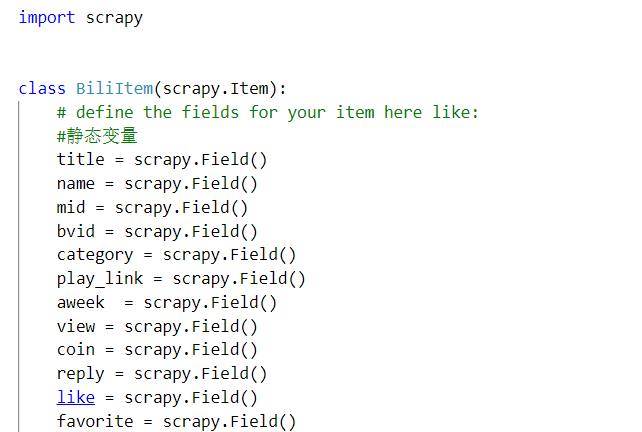 import scrapy
class BiliItem(scrapy.Item):
# define the fields for your item here like:
#静态变量
title = scrapy.Field()
name = scrapy.Field()
mid = scrapy.Field()
bvid = scrapy.Field()
category = scrapy.Field()
play_link = scrapy.Field()
aweek  = scrapy.Field()
view = scrapy.Field()
coin = scrapy.Field()
reply = scrapy.Field()
like = scrapy.Field()
favorite = scrapy.Field()